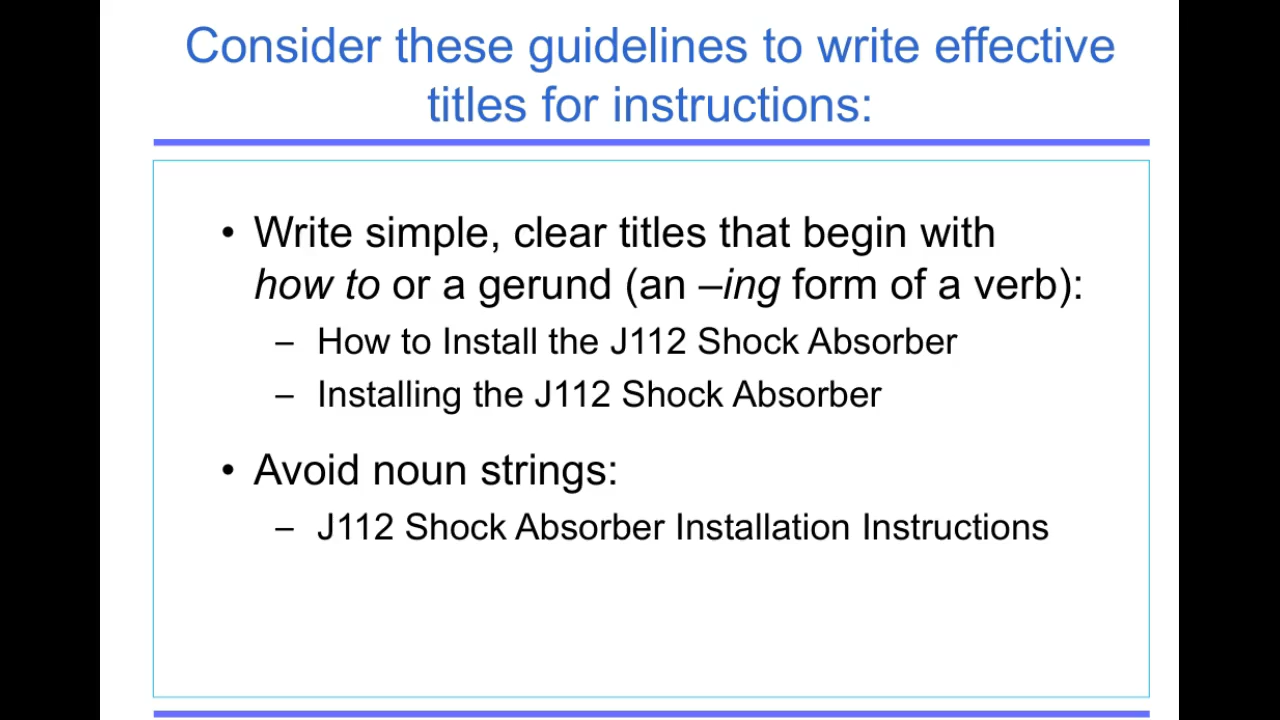 Consider these guidelines to write effective
titles for instructions:
• Write simple, clear titles that begin with
how to or a gerund (an –ing form of a verb):
– How to Install the J112 Shock Absorber
– Installing the J112 Shock Absorber
• Avoid noun strings:
– J112 Shock Absorber Installation Instructions